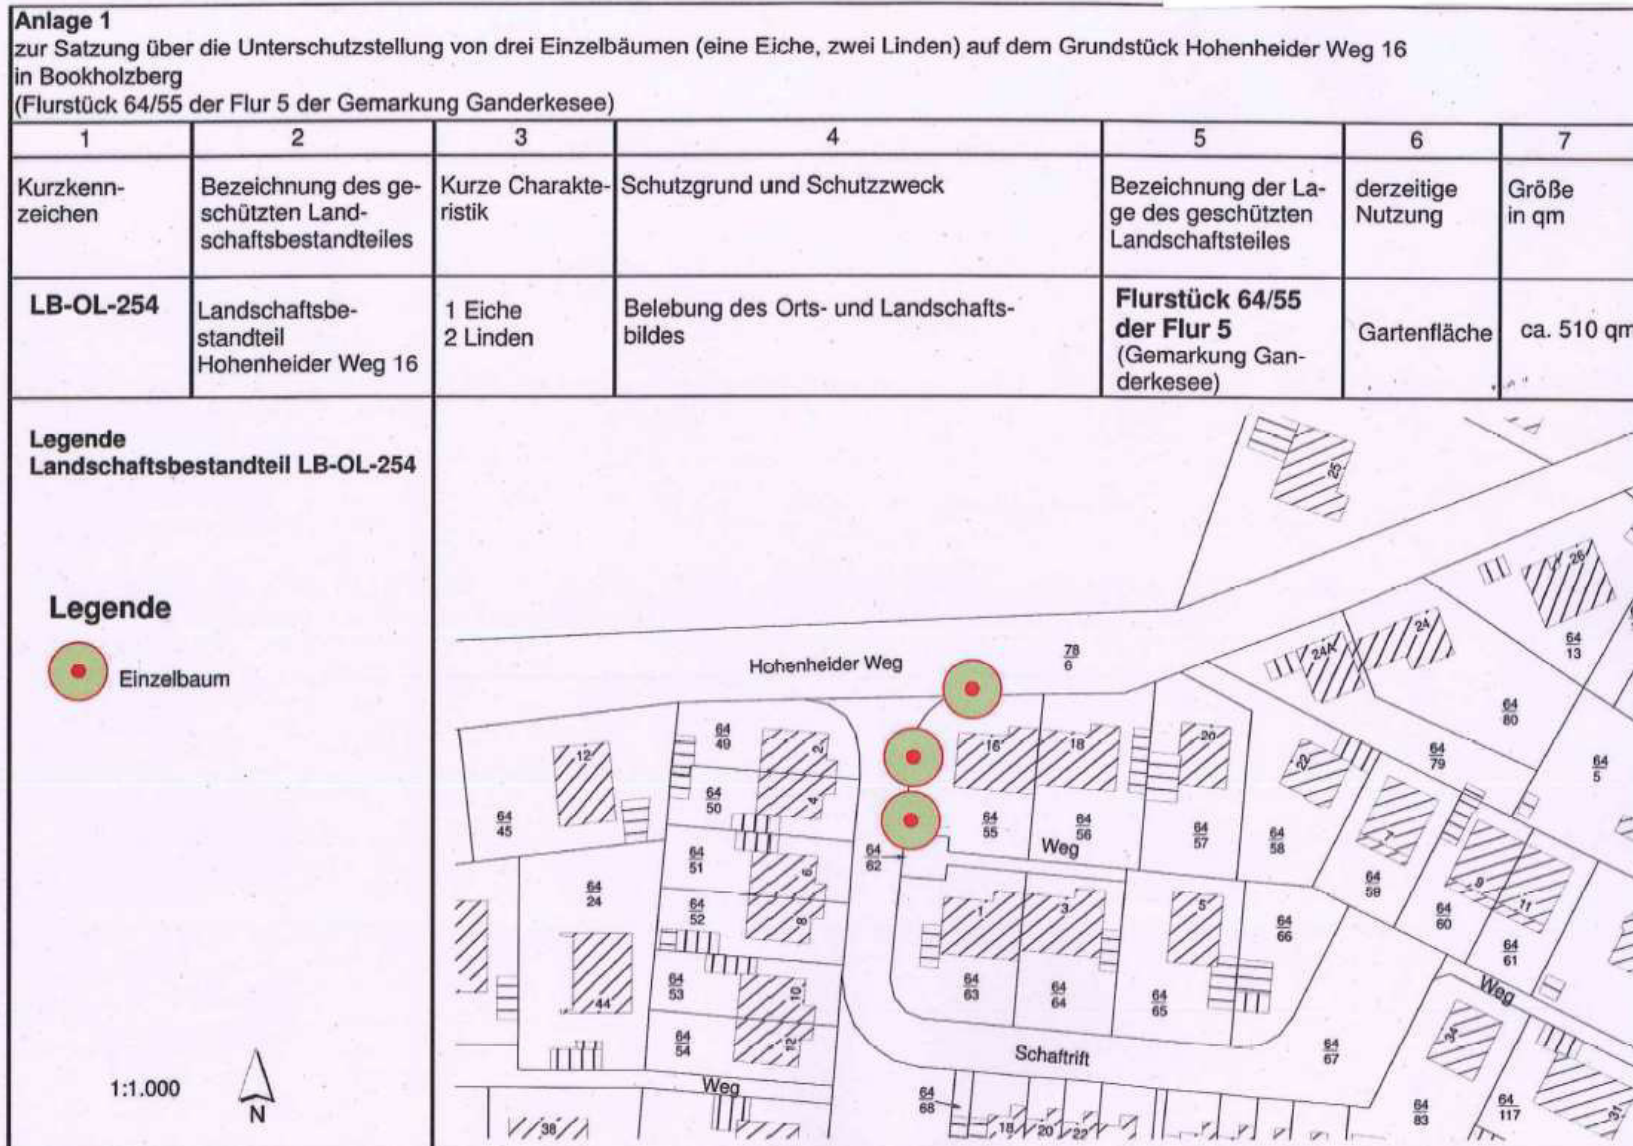 Anlage 1
zur Satzung über die Unterschutzstellung von drei Einzelbäumen (eine Eiche, zwei Linden) auf dem Grundstück Hohenheider Weg 16
in Bookholzberg
(Flurstück 64/55 der Flur 5 der Gemarkung Ganderkesee)
1 2 3 4 5 6 7
Kurzkenn-
zeichen
Bezeichnung des ge-
schützten Land-
schaftsbestandteiles
Kurze Charakte-
ristik
Schutzgrund und Schutzzweck
Bezeichnung der La-
ge des geschützten
Landschaftsteiles
derzeitige
Nutzung
Größe
in qm
LB-OL-254
Landschaftsbe-
standteil
Hohenheider Weg 16
1 Eiche
2 Linden
Belebung des Orts- und Landschafts-
bildes
Flurstück 64/55
der Flur 5
(Gemarkung Gan-
derkesee)
Gartenfläche
ca. 510 qm
Legende
Landschaftsbestandteil LB-OL-254
Legende
Einzelbaum
1:1.000
N
25
26
64
13
24
24A
78
6
Hohenheider Weg
64
80
64
49
2
12
16
18
20
22
64
79
64
5
64
50
4
64
45
64
55
64
56
64
57
64
58
7
Weg
64
62
64
51
6
64
24
64
59
9
11
64
52
8
1
3
5
64
60
64
66
64
61
64
53
10
44
64
63
64
64
64
65
Weg
64
54
12
34
Schaftrift
64
67
Weg
64
68
64
83
64
117
31
38
18
20
22